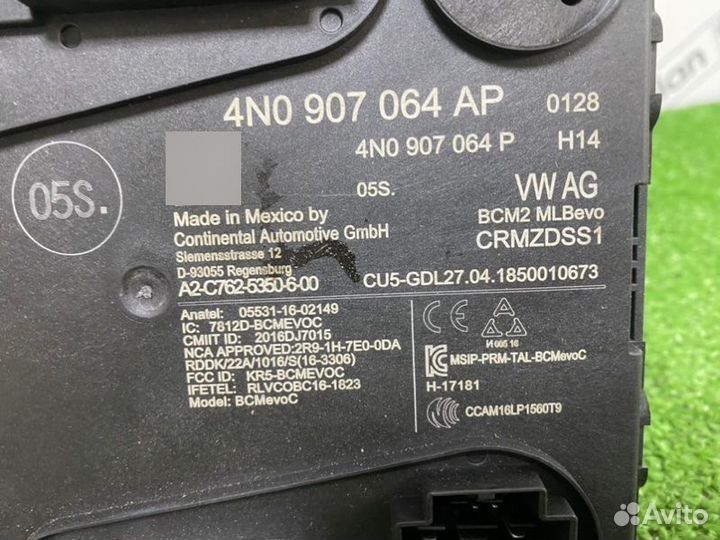 4N0 907 064 AP 0128
4N0 907 064 P H14
05S.
05S. VW AG
Made in Mexico by BCM2 MLBevo
Continental Automotive GmbH CRMZDSS1
Siemensstrasse 12
D-93055 Regensburg
A2-C762-5350-6-00 CU5-GDL27.04.1850010673
Anatel: 05531-16-02149
IC: 7812D-BCMEVOC
CMIIT ID: 2016DJ7015
NCA APPROVED:2R9-1H-7E0-0DA
RDDK/22A/1016/S(16-3306)
FCC ID: KR5-BCMEVOC
IFETEL: RLVCOBC16-1823
Model: BCMevoC
CE
И 005 16
MSIP-PRM-TAL-BCMevoC
H-17181
CCAM16LP1560T9
Avito